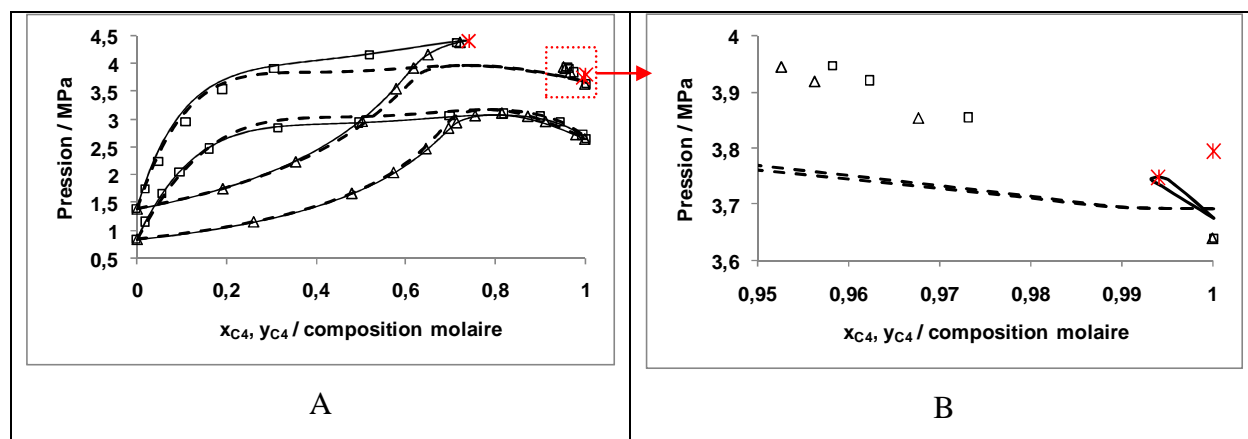 4,5
4
3,5
3
2,5
2
1,5
1
0,5
Pression / MPa
0 0,2 0,4 0,6 0,8 1
xC4, yC4 / composition molaire
A
4
3,9
3,8
3,7
3,6
Pression / MPa
0,95 0,96 0,97 0,98 0,99 1
xC4, yC4 / composition molaire
B